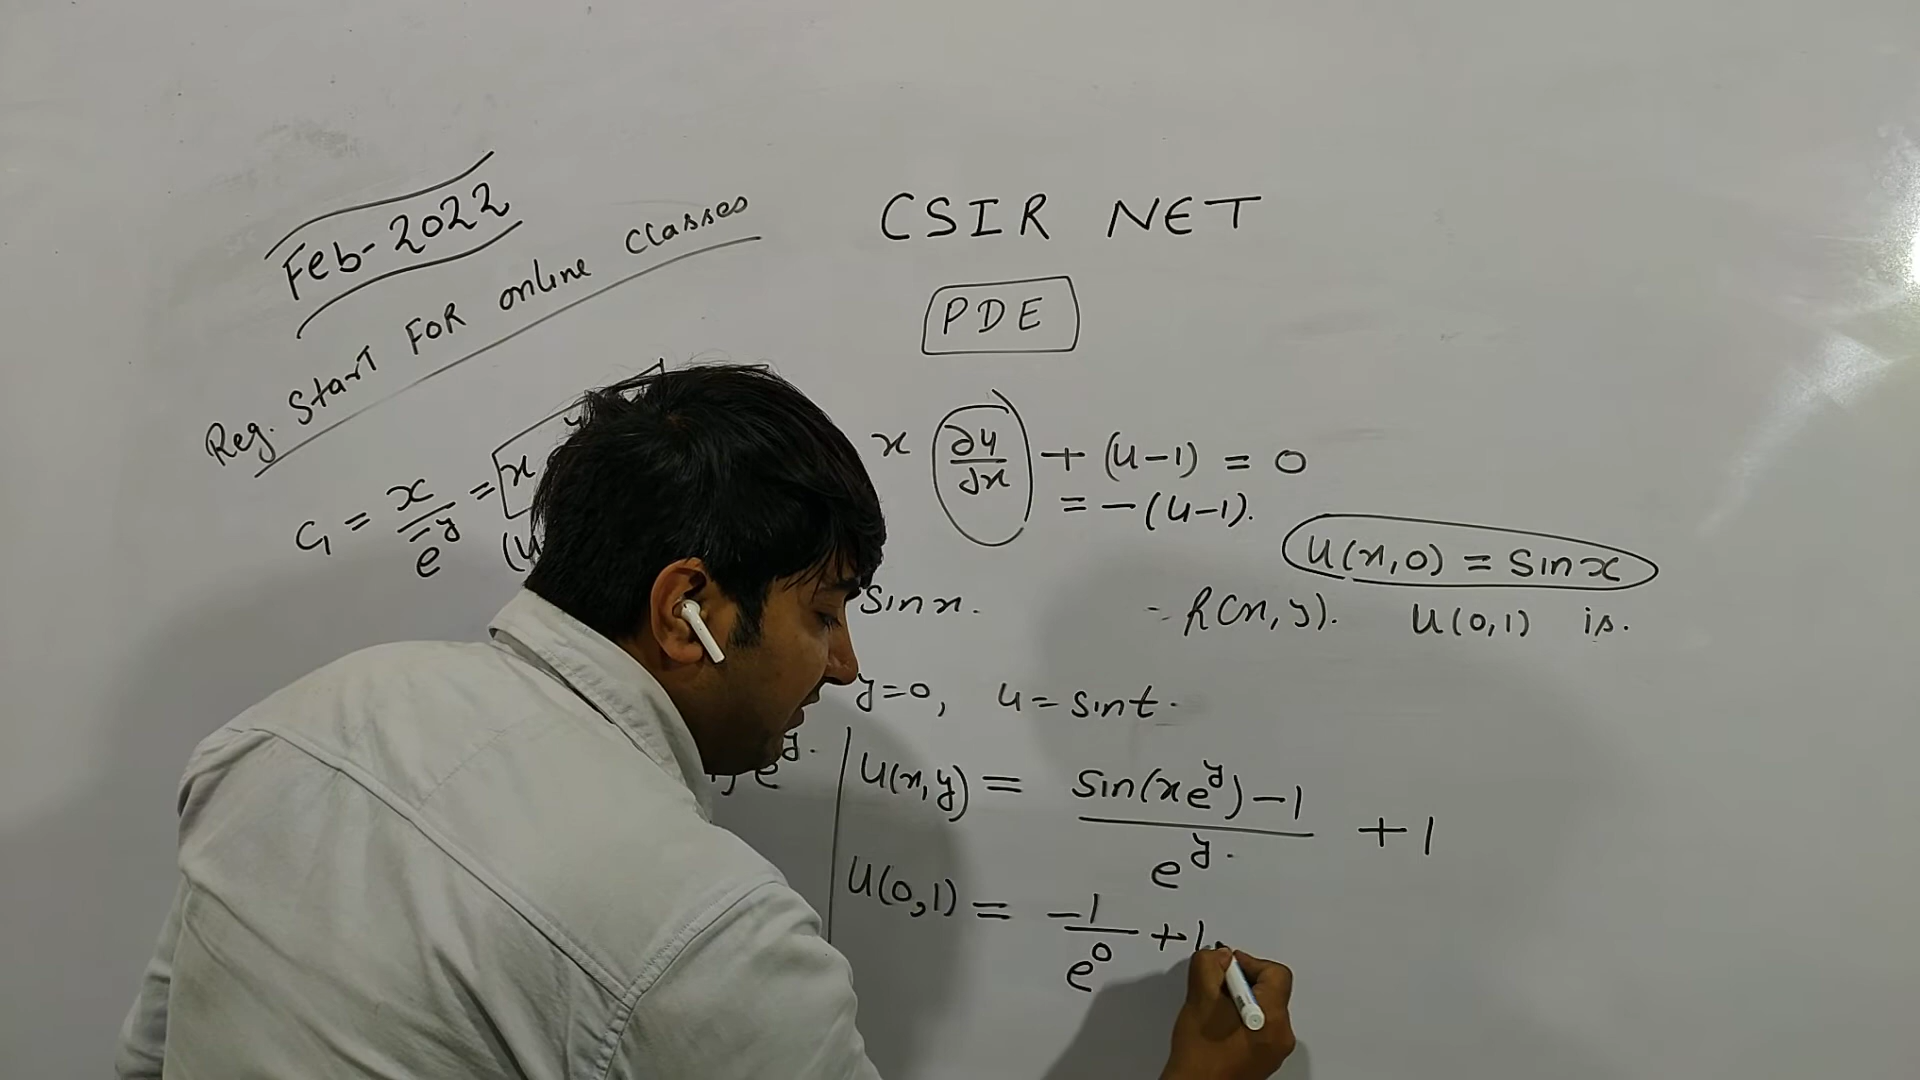 Feb-2022
Reg. Start FOR online classes
CSIR NET
PDE
x ∂u/∂x + (u-1) = 0
= -(u-1).
C₁ = x/e^-y = x
(u
u(x,0) = sinx
sinx.
- R(x,y). u(0,1) is.
y=0, u = sint.
e^y.
u(x,y) = (sin(xe^y)-1)/e^y. + 1
u(0,1) = -1/e^0 + 1